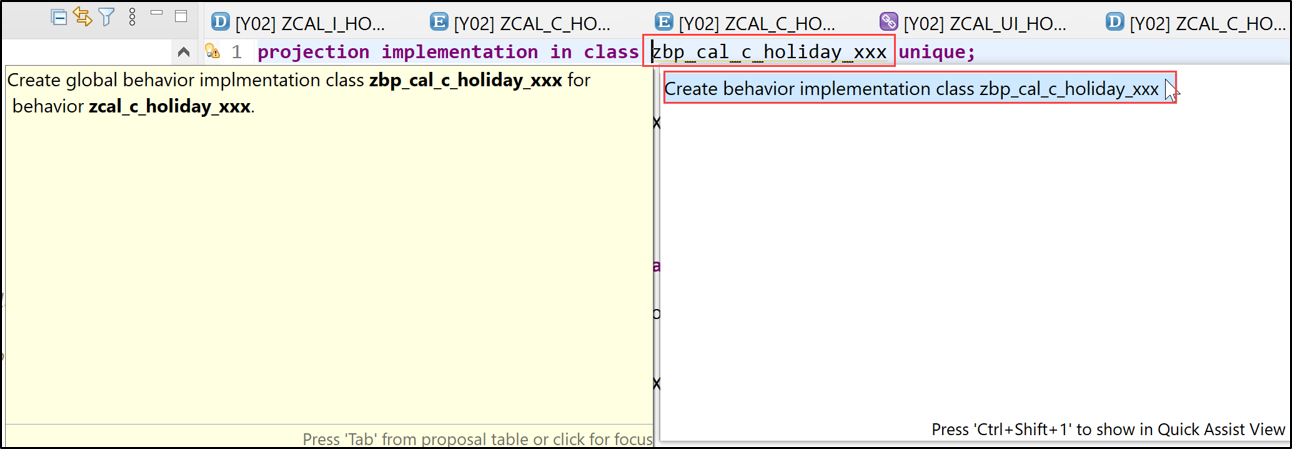 [Y02] ZCAL_I_HO... [Y02] ZCAL_C_HO... [Y02] ZCAL_C_HO... [Y02] ZCAL_UI_HO... [Y02] ZCAL_C_HO...
1 projection implementation in class zbp_cal_c_holiday_xxx unique;
Create global behavior implmentation class zbp_cal_c_holiday_xxx for
behavior zcal_c_holiday_xxx.
Press 'Tab' from proposal table or click for focus
Create behavior implementation class zbp_cal_c_holiday_xxx
Press 'Ctrl+Shift+1' to show in Quick Assist View